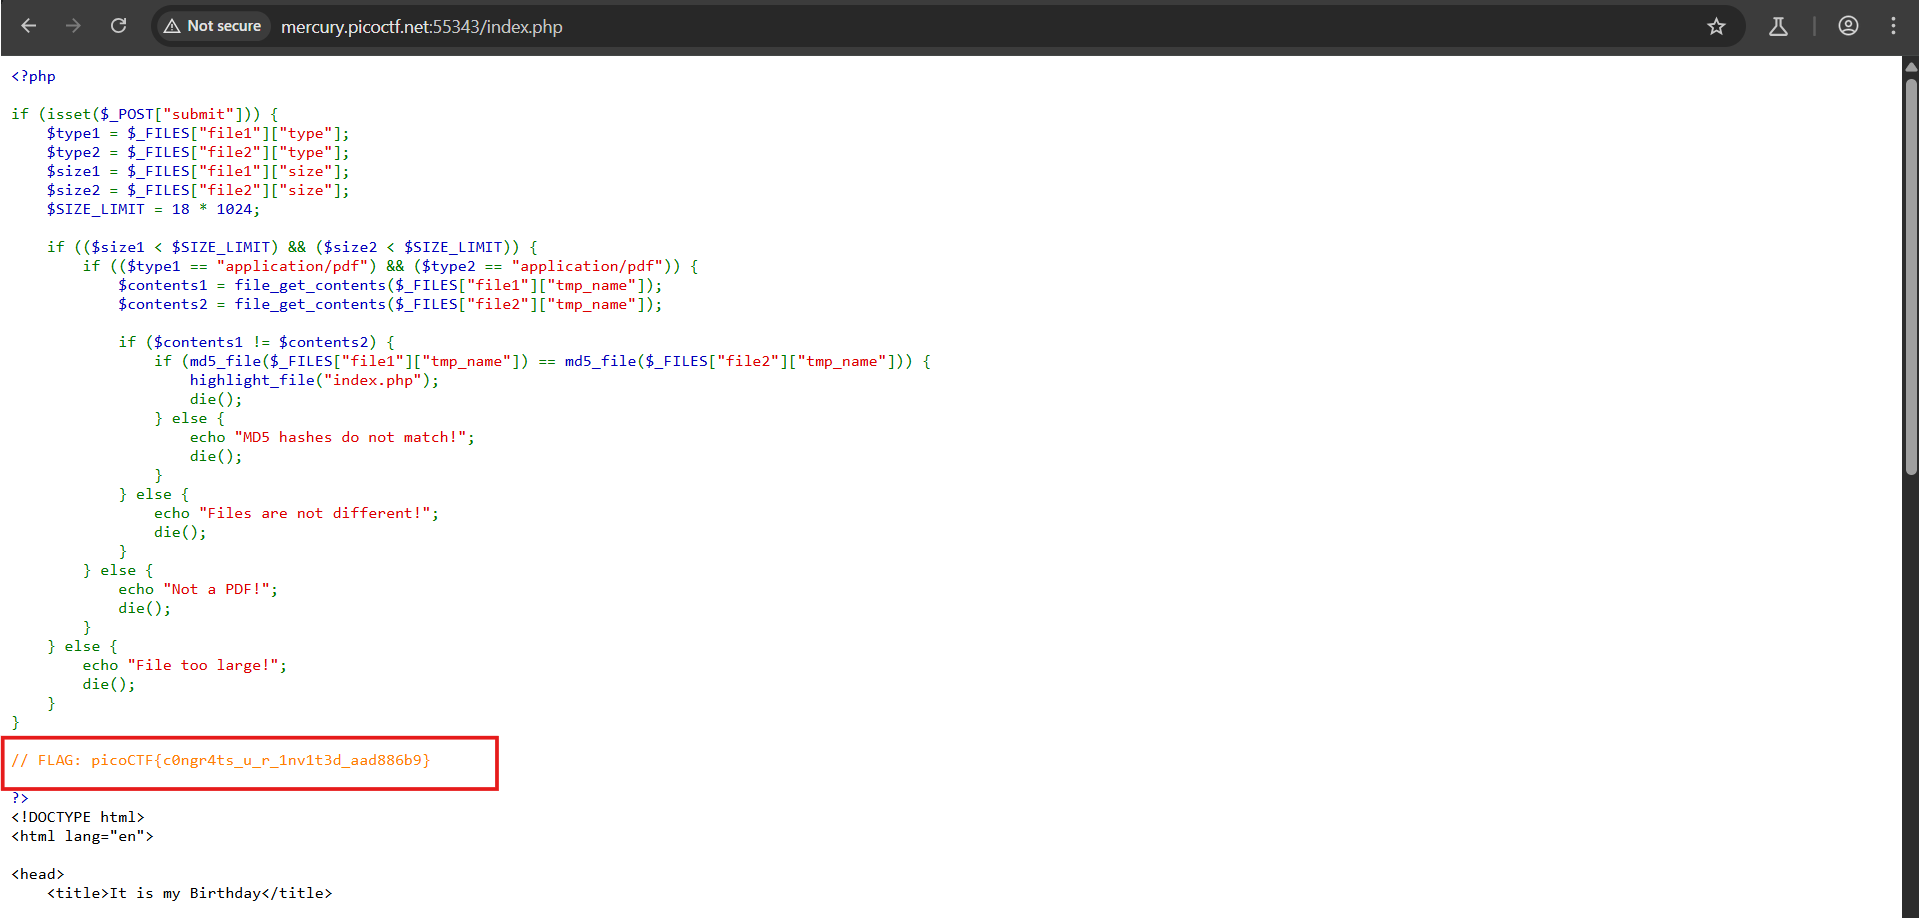 Not secure
mercury.picoctf.net:55343/index.php
<?php
if (isset($_POST["submit"])) {
    $type1 = $_FILES["file1"]["type"];
    $type2 = $_FILES["file2"]["type"];
    $size1 = $_FILES["file1"]["size"];
    $size2 = $_FILES["file2"]["size"];
    $SIZE_LIMIT = 18 * 1024;
    if (($size1 < $SIZE_LIMIT) && ($size2 < $SIZE_LIMIT)) {
        if (($type1 == "application/pdf") && ($type2 == "application/pdf")) {
            $contents1 = file_get_contents($_FILES["file1"]["tmp_name"]);
            $contents2 = file_get_contents($_FILES["file2"]["tmp_name"]);
            if ($contents1 != $contents2) {
                if (md5_file($_FILES["file1"]["tmp_name"]) == md5_file($_FILES["file2"]["tmp_name"])) {
                    highlight_file("index.php");
                    die();
                } else {
                    echo "MD5 hashes do not match!";
                    die();
                }
            } else {
                echo "Files are not different!";
                die();
            }
        } else {
            echo "Not a PDF!";
            die();
        }
    } else {
        echo "File too large!";
        die();
    }
}
// FLAG: picoCTF{c0ngr4ts_u_r_1nv1t3d_aad886b9}
?>
<!DOCTYPE html>
<html lang="en">
<head>
    <title>It is my Birthday</title>